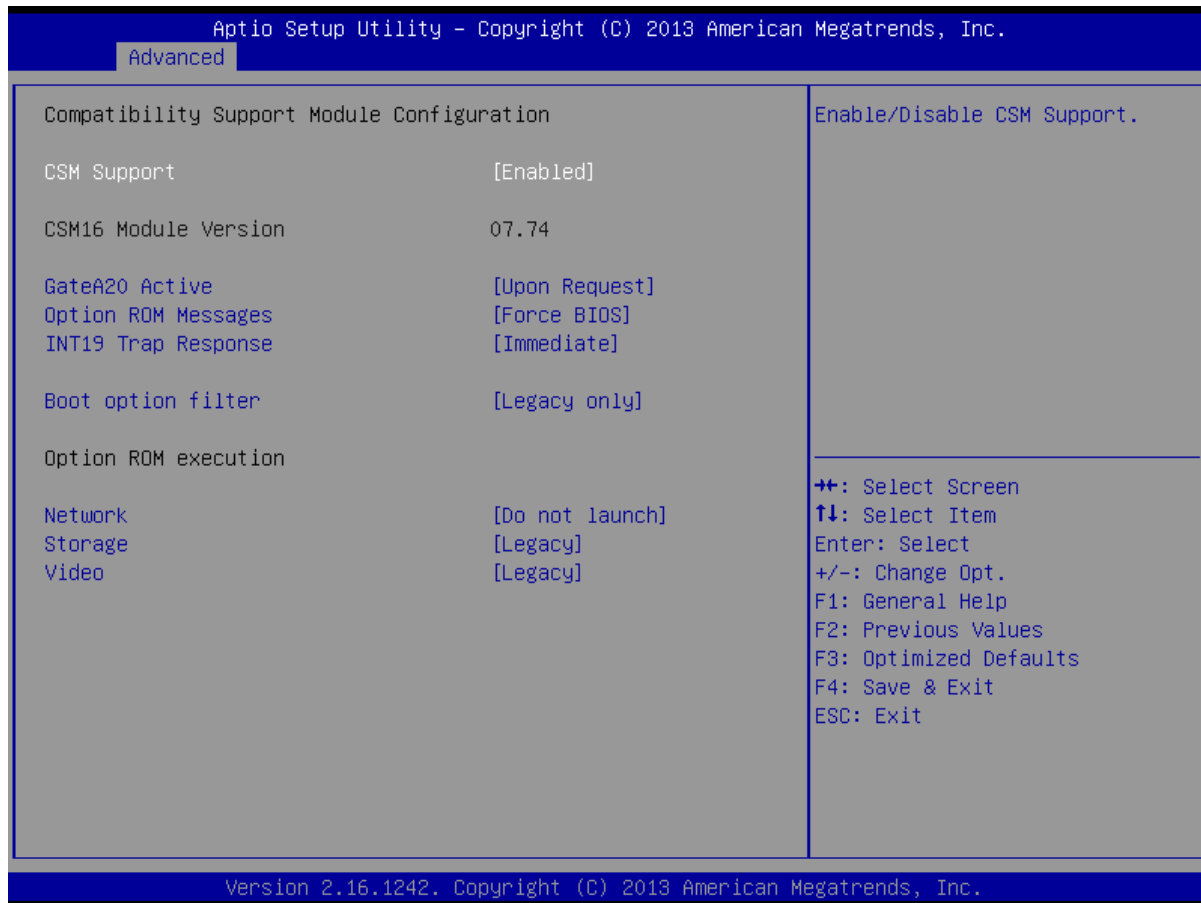 Aptio Setup Utility – Copyright (C) 2013 American Megatrends, Inc.
Advanced
Compatibility Support Module Configuration
CSM Support [Enabled]
CSM16 Module Version 07.74
GateA20 Active [Upon Request]
Option ROM Messages [Force BIOS]
INT19 Trap Response [Immediate]
Boot option filter [Legacy only]
Option ROM execution
Network [Do not launch]
Storage [Legacy]
Video [Legacy]
Enable/Disable CSM Support.
→←: Select Screen
↑↓: Select Item
Enter: Select
+/-: Change Opt.
F1: General Help
F2: Previous Values
F3: Optimized Defaults
F4: Save & Exit
ESC: Exit
Version 2.16.1242. Copyright (C) 2013 American Megatrends, Inc.